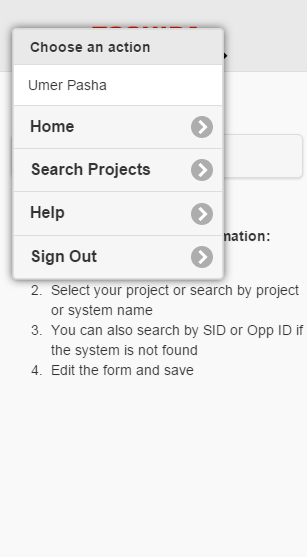 Choose an action
Umer Pasha
Home
Search Projects
Help
Sign Out
2. Select your project or search by project
or system name
3. You can also search by SID or Opp ID if
the system is not found
4. Edit the form and save